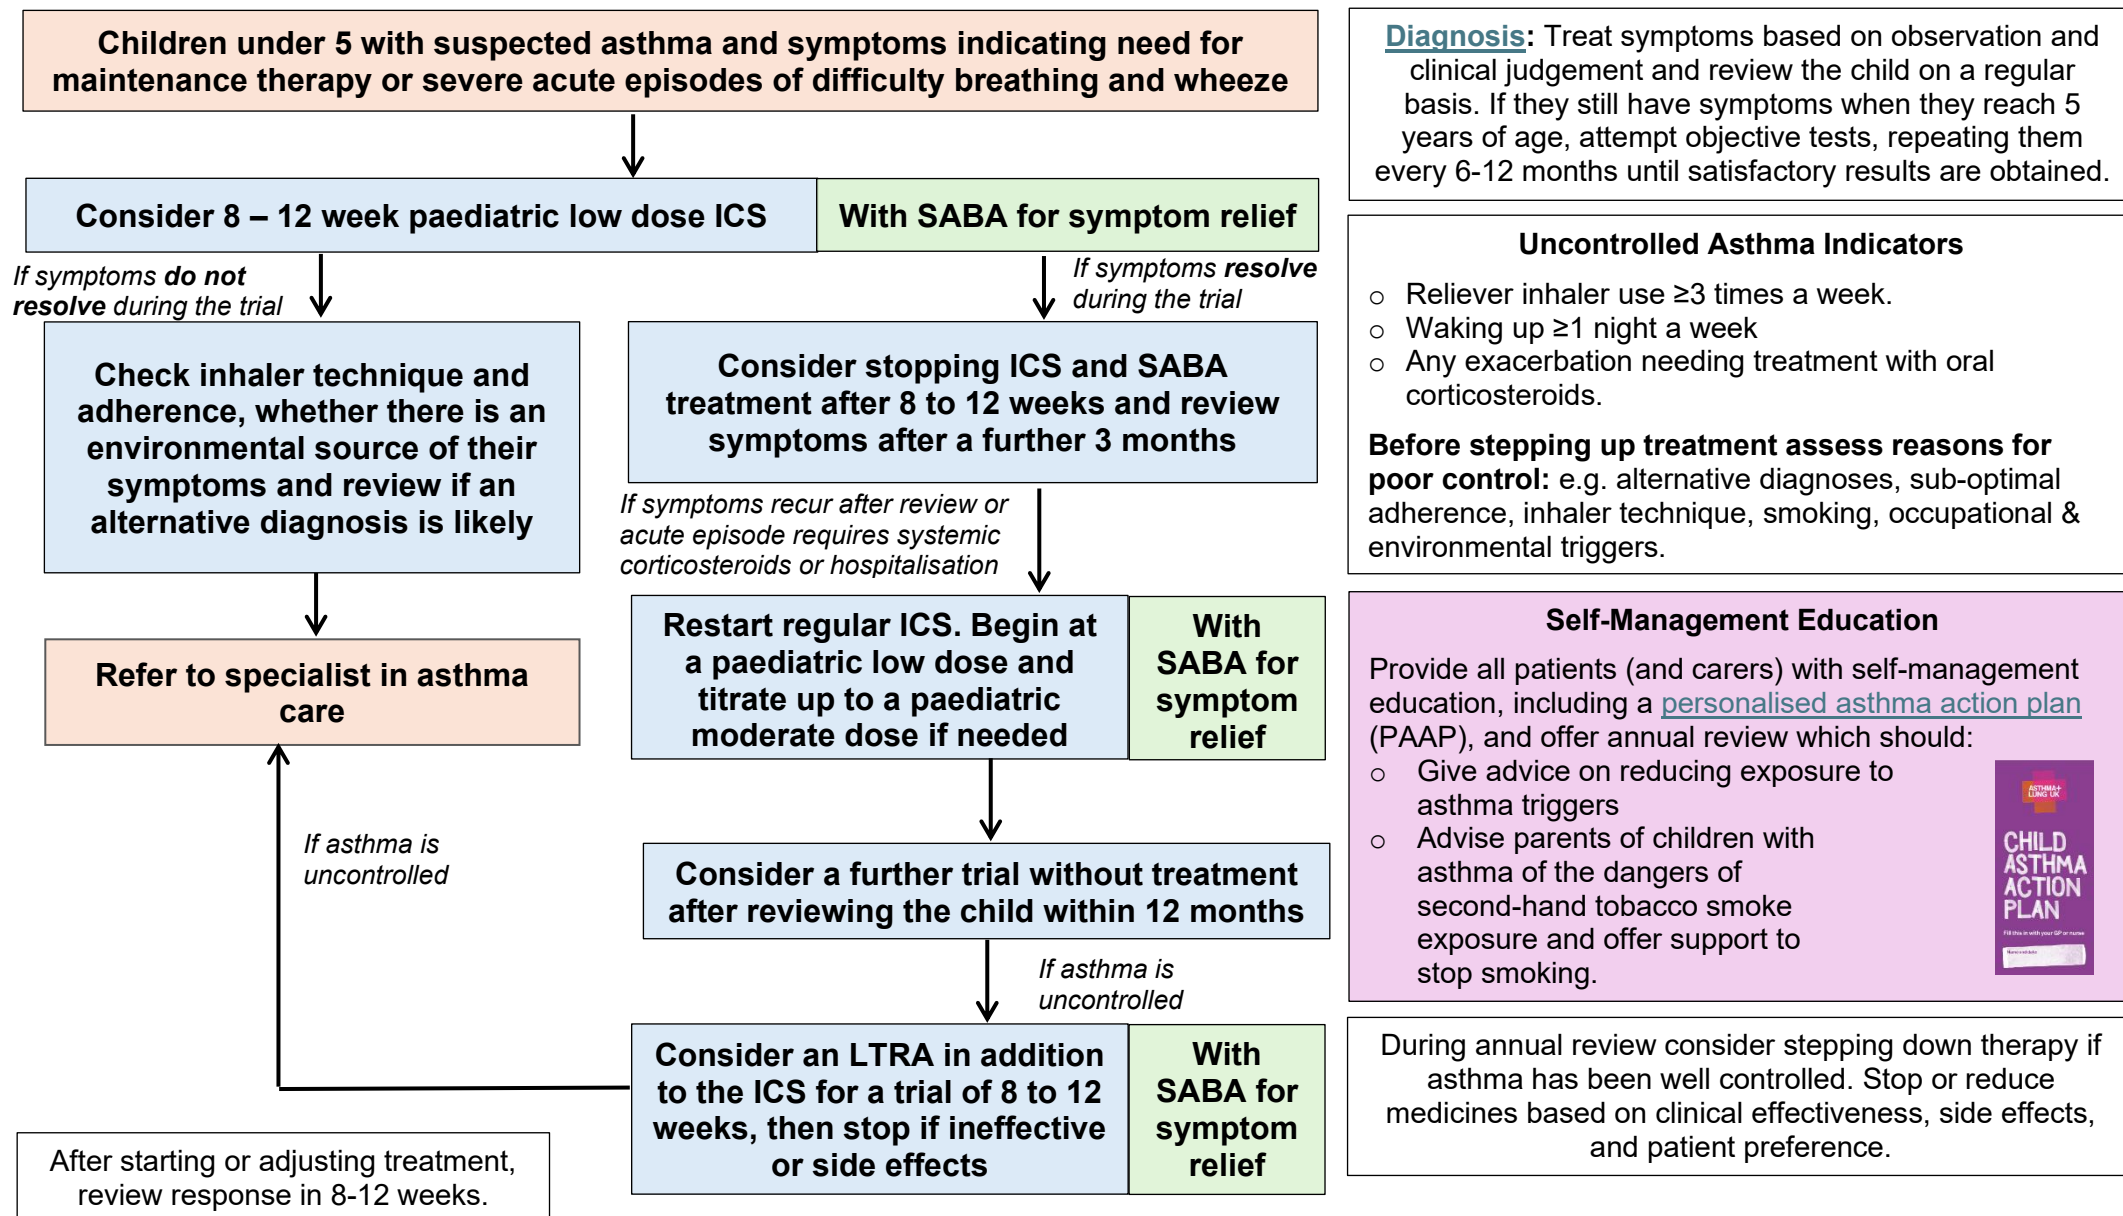 Children under 5 with suspected asthma and symptoms indicating need for
maintenance therapy or severe acute episodes of difficulty breathing and wheeze
Consider 8 – 12 week paediatric low dose ICS
With SABA for symptom relief
If symptoms do not
resolve during the trial
If symptoms resolve
during the trial
Check inhaler technique and
adherence, whether there is an
environmental source of their
symptoms and review if an
alternative diagnosis is likely
Consider stopping ICS and SABA
treatment after 8 to 12 weeks and review
symptoms after a further 3 months
If symptoms recur after review or
acute episode requires systemic
corticosteroids or hospitalisation
Refer to specialist in asthma
care
Restart regular ICS. Begin at
a paediatric low dose and
titrate up to a paediatric
moderate dose if needed
With
SABA for
symptom
relief
If asthma is
uncontrolled
Consider a further trial without treatment
after reviewing the child within 12 months
If asthma is
uncontrolled
Consider an LTRA in addition
to the ICS for a trial of 8 to 12
weeks, then stop if ineffective
or side effects
With
SABA for
symptom
relief
After starting or adjusting treatment,
review response in 8-12 weeks.
Diagnosis: Treat symptoms based on observation and
clinical judgement and review the child on a regular
basis. If they still have symptoms when they reach 5
years of age, attempt objective tests, repeating them
every 6-12 months until satisfactory results are obtained.
Uncontrolled Asthma Indicators
o Reliever inhaler use ≥3 times a week.
o Waking up ≥1 night a week
o Any exacerbation needing treatment with oral
corticosteroids.
Before stepping up treatment assess reasons for
poor control: e.g. alternative diagnoses, sub-optimal
adherence, inhaler technique, smoking, occupational &
environmental triggers.
Self-Management Education
Provide all patients (and carers) with self-management
education, including a personalised asthma action plan
(PAAP), and offer annual review which should:
o Give advice on reducing exposure to
asthma triggers
o Advise parents of children with
asthma of the dangers of
second-hand tobacco smoke
exposure and offer support to
stop smoking.
ASTHMA+
LUNG UK
CHILD
ASTHMA
ACTION
PLAN
Fill this in with your GP or nurse
During annual review consider stepping down therapy if
asthma has been well controlled. Stop or reduce
medicines based on clinical effectiveness, side effects,
and patient preference.